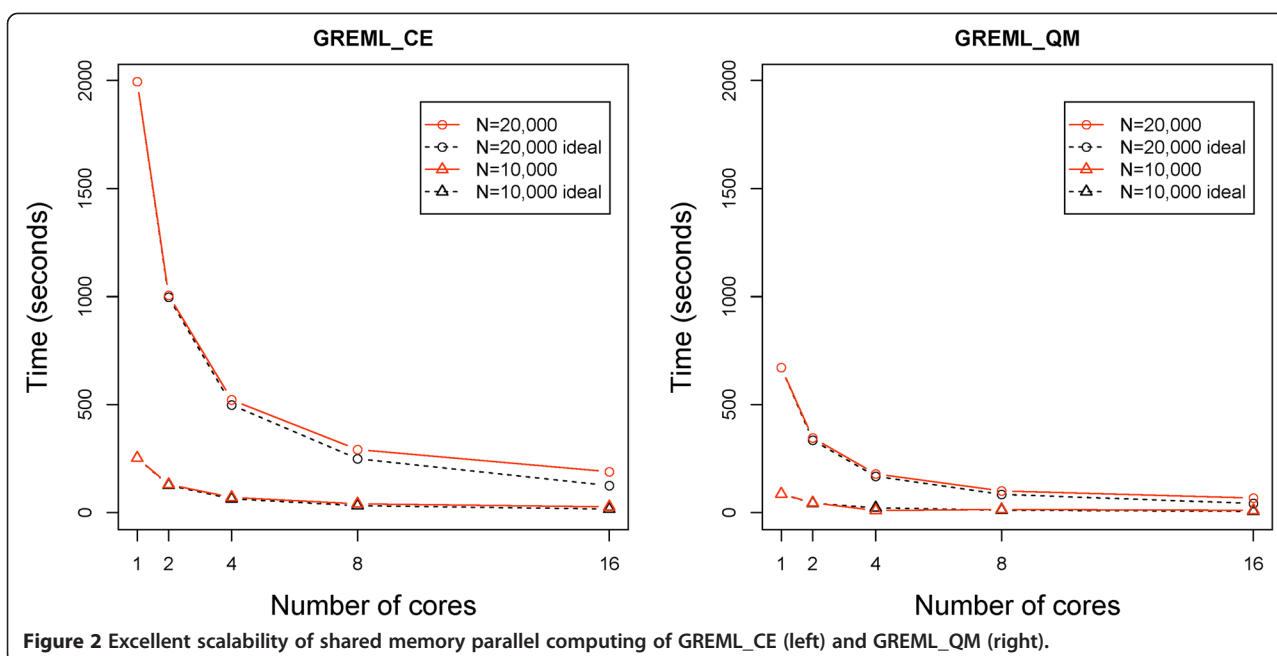 GREML_CE
2000
1500
1000
500
0
Time (seconds)
N=20,000
N=20,000 ideal
N=10,000
N=10,000 ideal
1 2 4 8 16
Number of cores
GREML_QM
2000
1500
1000
500
0
Time (seconds)
N=20,000
N=20,000 ideal
N=10,000
N=10,000 ideal
1 2 4 8 16
Number of cores
Figure 2 Excellent scalability of shared memory parallel computing of GREML_CE (left) and GREML_QM (right).